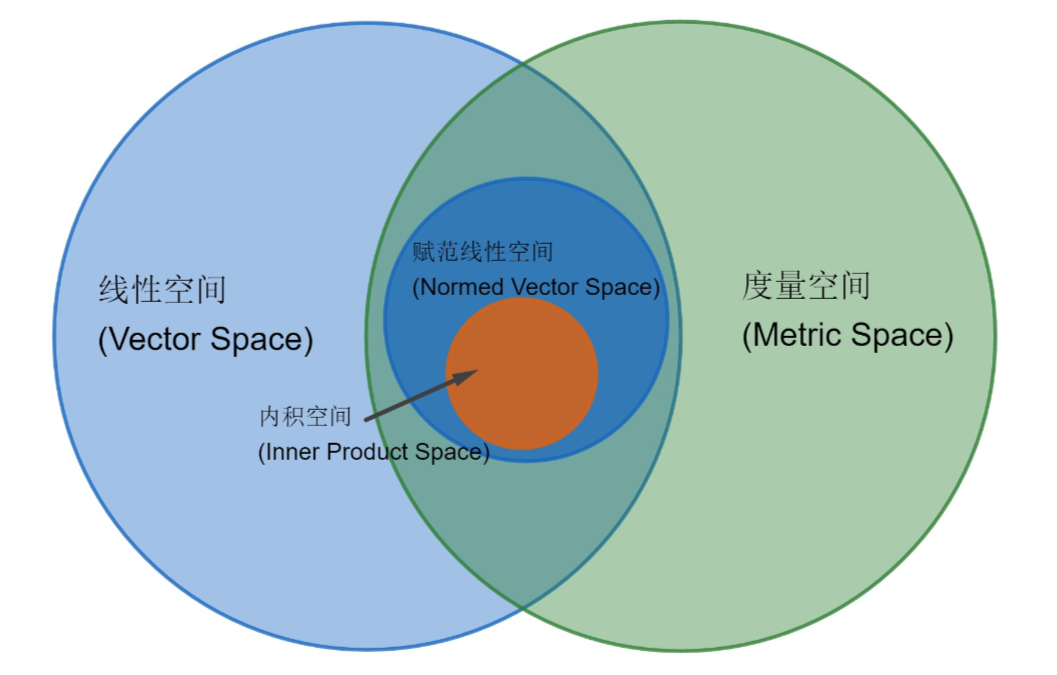 线性空间
(Vector Space)
赋范线性空间
(Normed Vector Space)
内积空间
(Inner Product Space)
度量空间
(Metric Space)